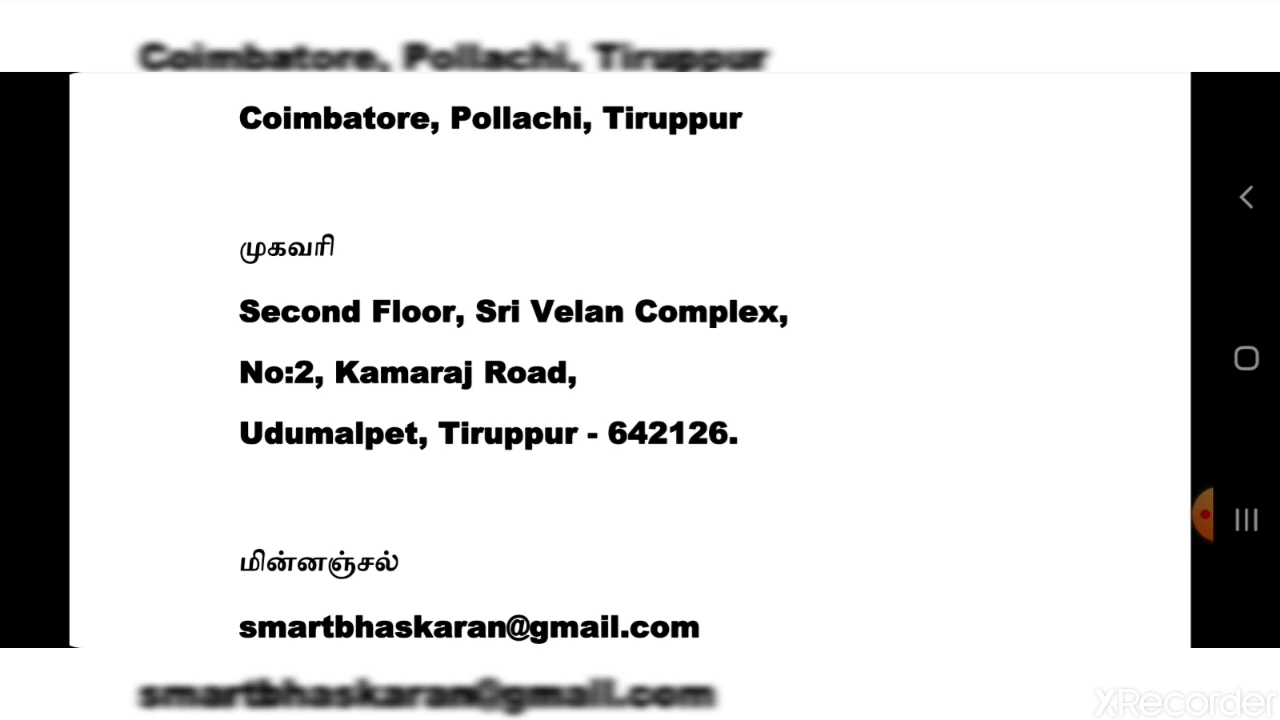 Coimbatore, Pollachi, Tiruppur
Coimbatore, Pollachi, Tiruppur
முகவரி
Second Floor, Sri Velan Complex,
No:2, Kamaraj Road,
Udumalpet, Tiruppur - 642126.
மின்னஞ்சல்
smartbhaskaran@gmail.com
smartbhaskaran@gmail.com
XRecorder